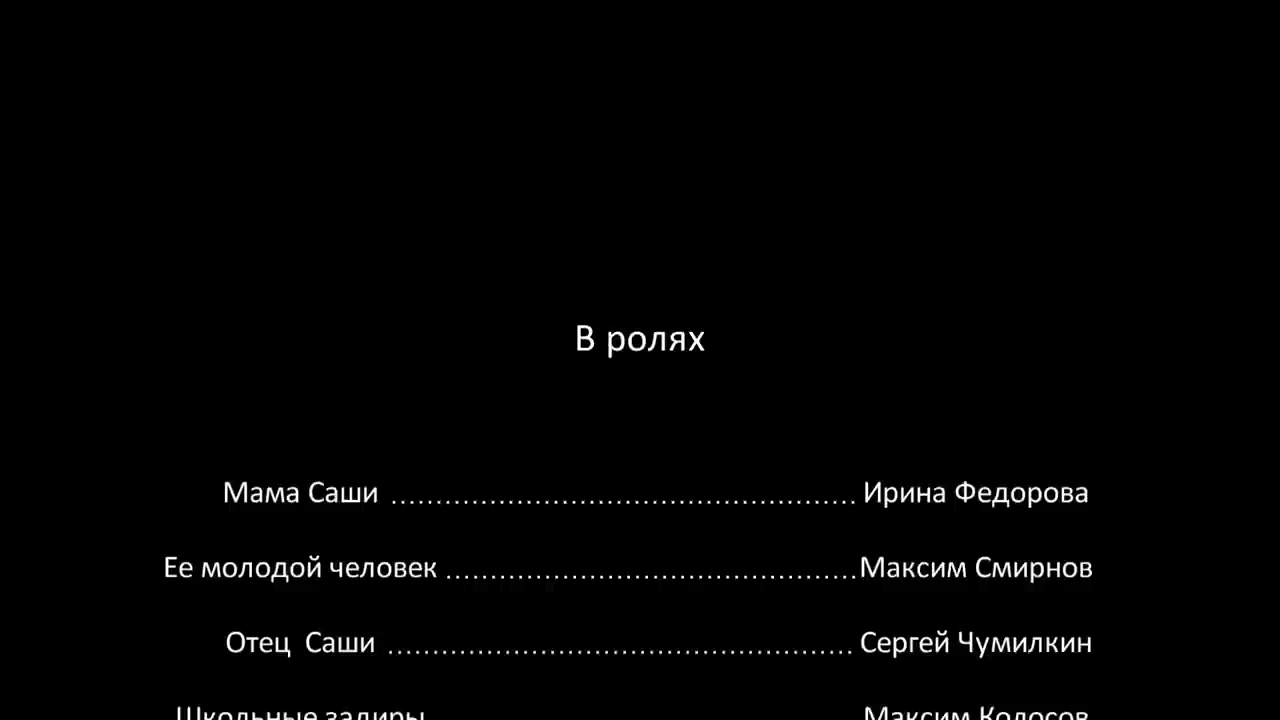 В ролях
Мама Саши ........................................................ Ирина Федорова
Ее молодой человек ................................................Максим Смирнов
Отец Саши ........................................................ Сергей Чумилкин
Школьные задиры Максим Колосов